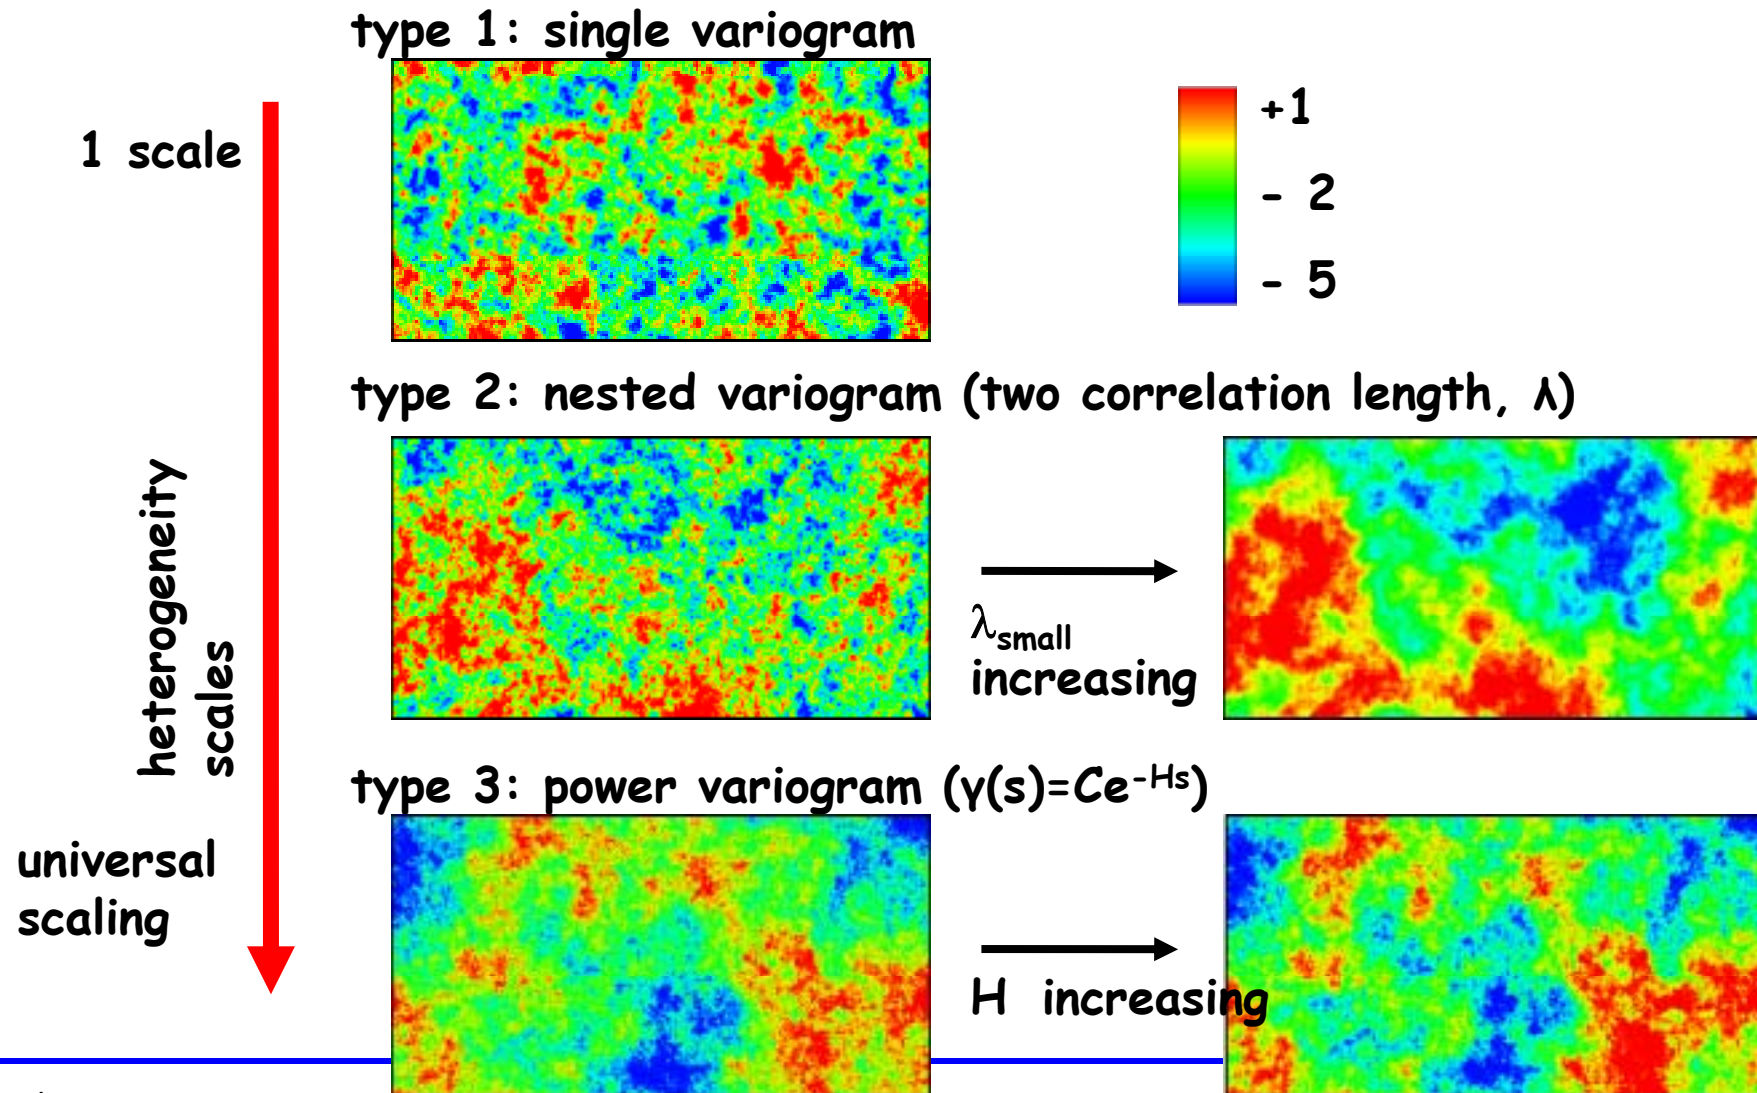 type 1: single variogram
1 scale
+1
- 2
- 5
type 2: nested variogram (two correlation length, λ)
heterogeneity
scales
λsmall
increasing
type 3: power variogram (γ(s)=Ce-Hs)
universal
scaling
H increasing